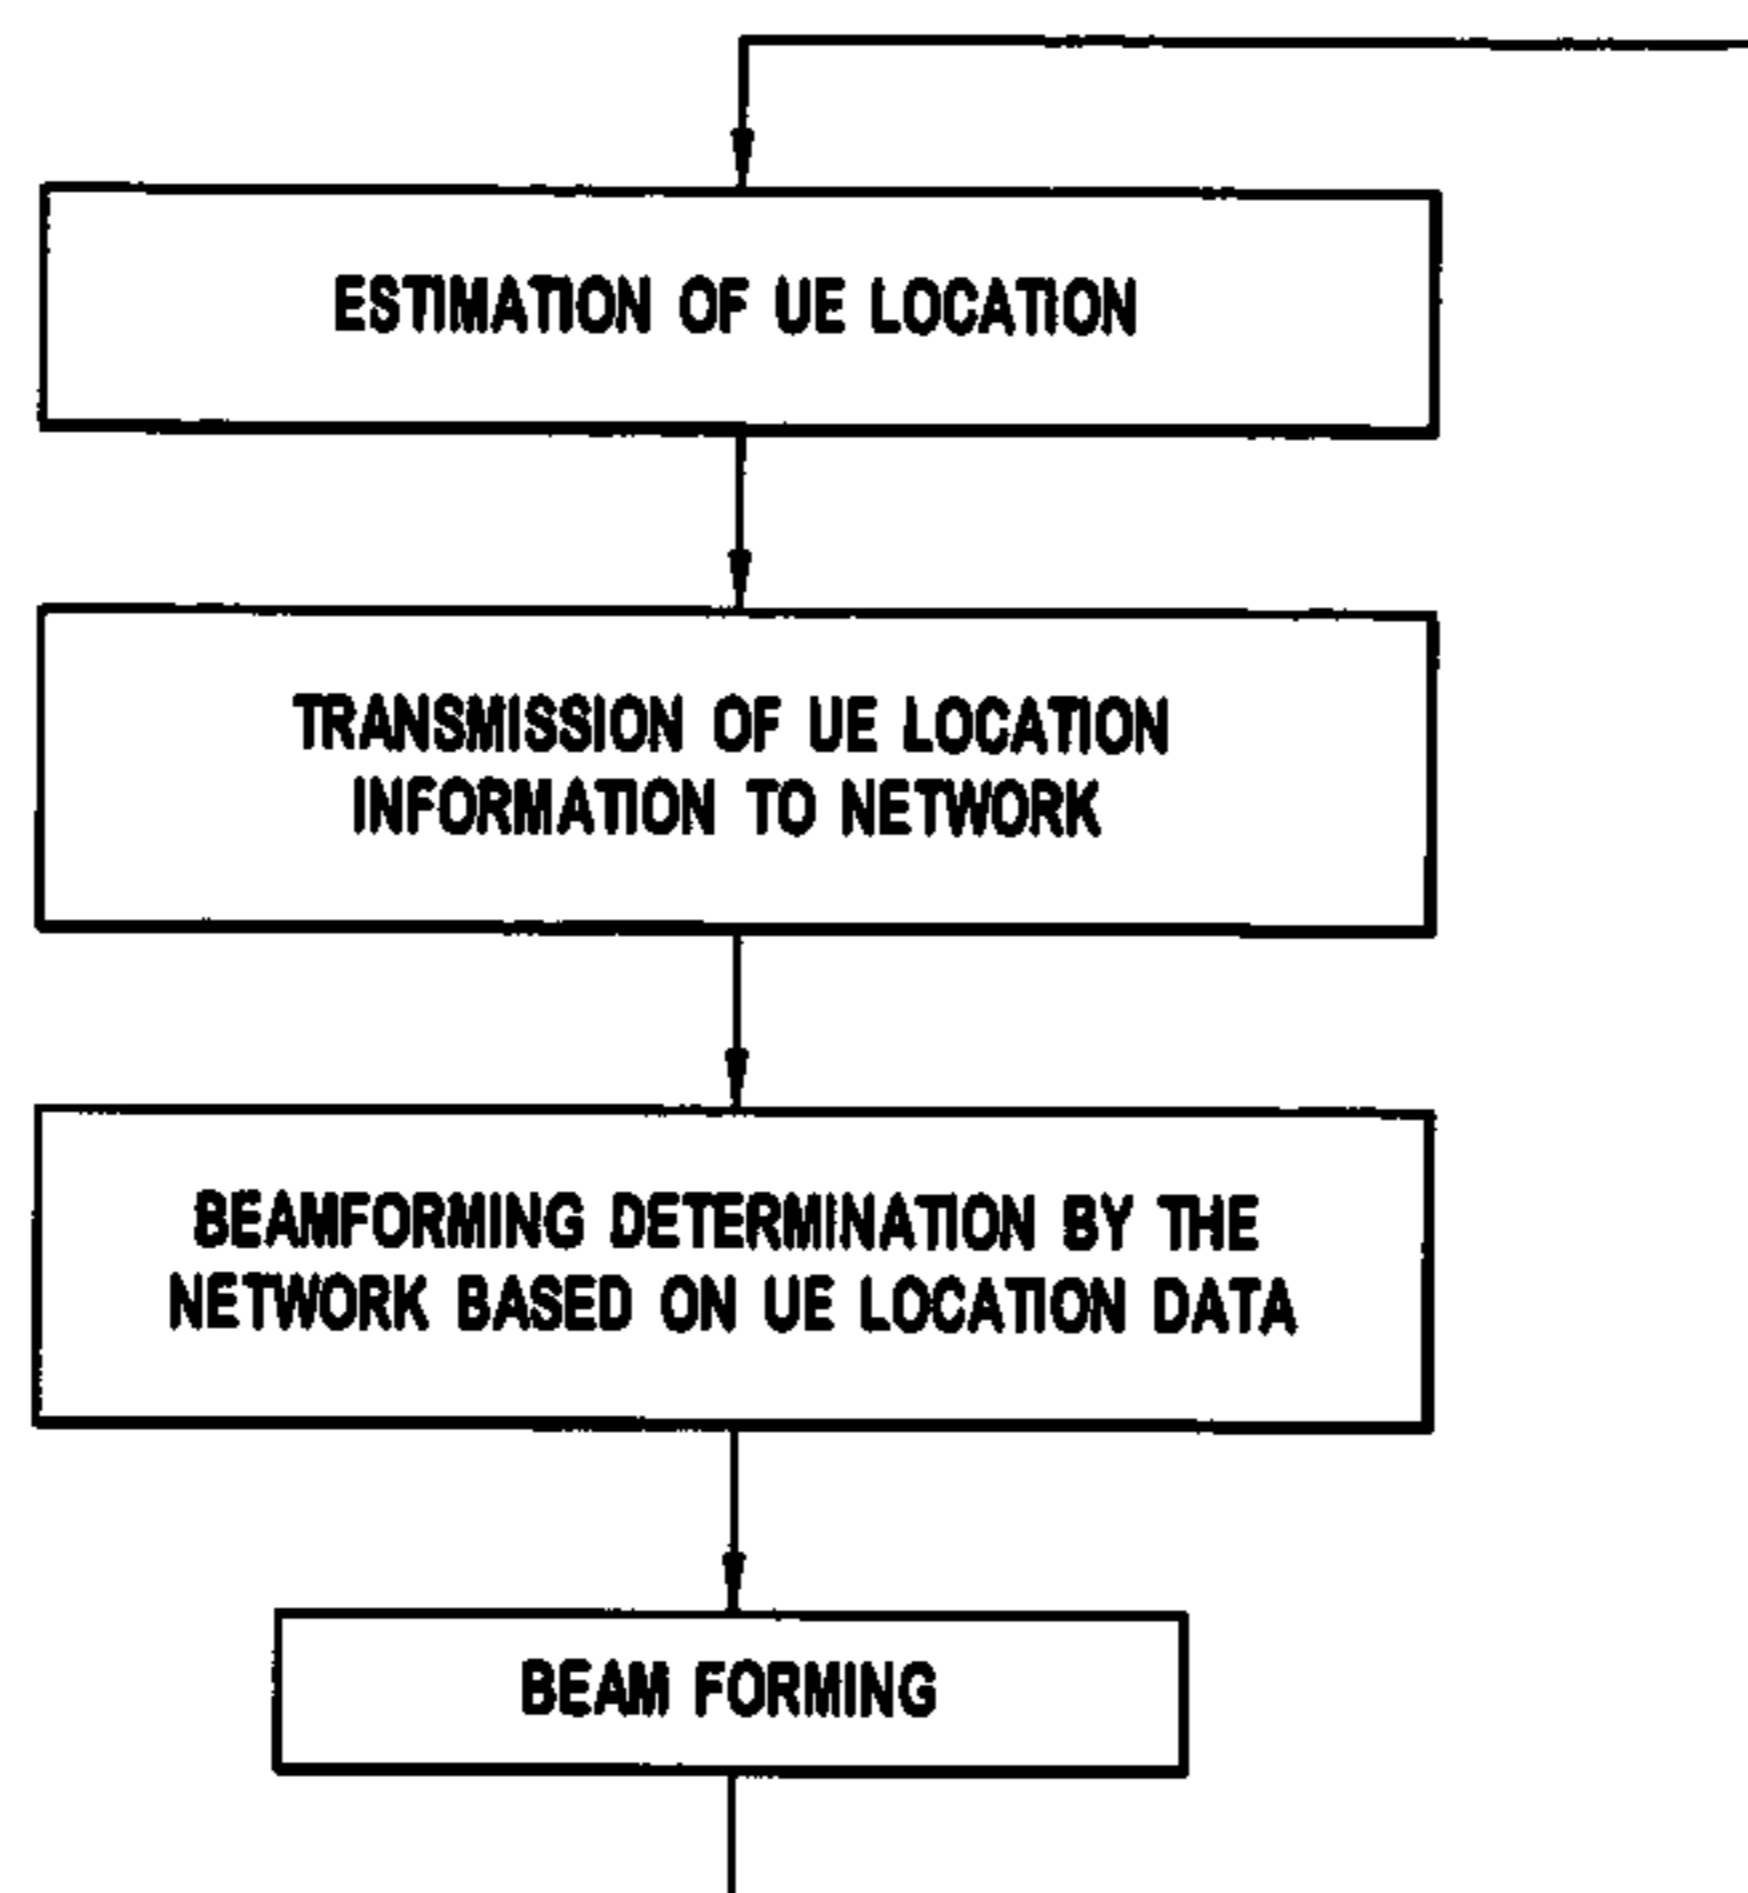 ESTIMATION OF UE LOCATION
TRANSMISSION OF UE LOCATION
INFORMATION TO NETWORK
BEAMFORMING DETERMINATION BY THE
NETWORK BASED ON UE LOCATION DATA
BEAM FORMING